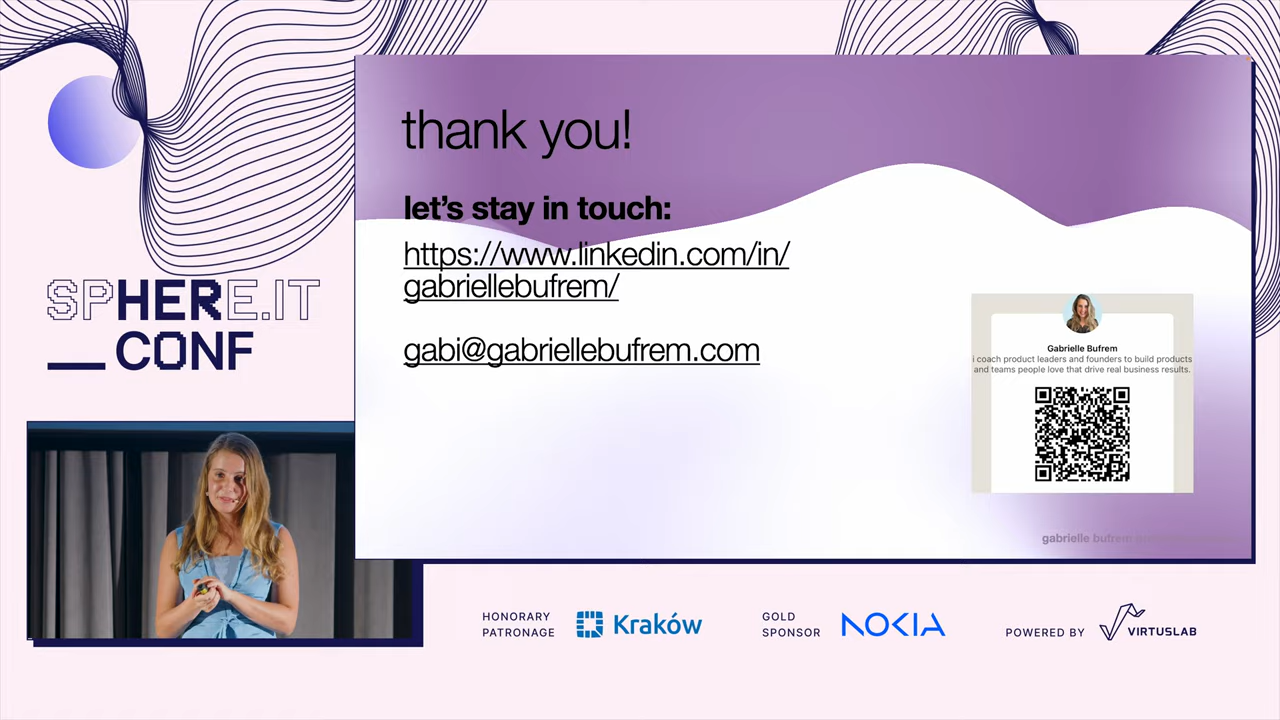 SPHERE.IT
CONF
thank you!
let's stay in touch:
https://www.linkedin.com/in/
gabriellebufrem/
gabi@gabriellebufrem.com
Gabrielle Bufrem
i coach product leaders and founders to build products
and teams people love that drive real business results.
gabrielle bufrem
HONORARY
PATRONAGE
Kraków
GOLD
SPONSOR
NOKIA
POWERED BY
VIRTUSLAB